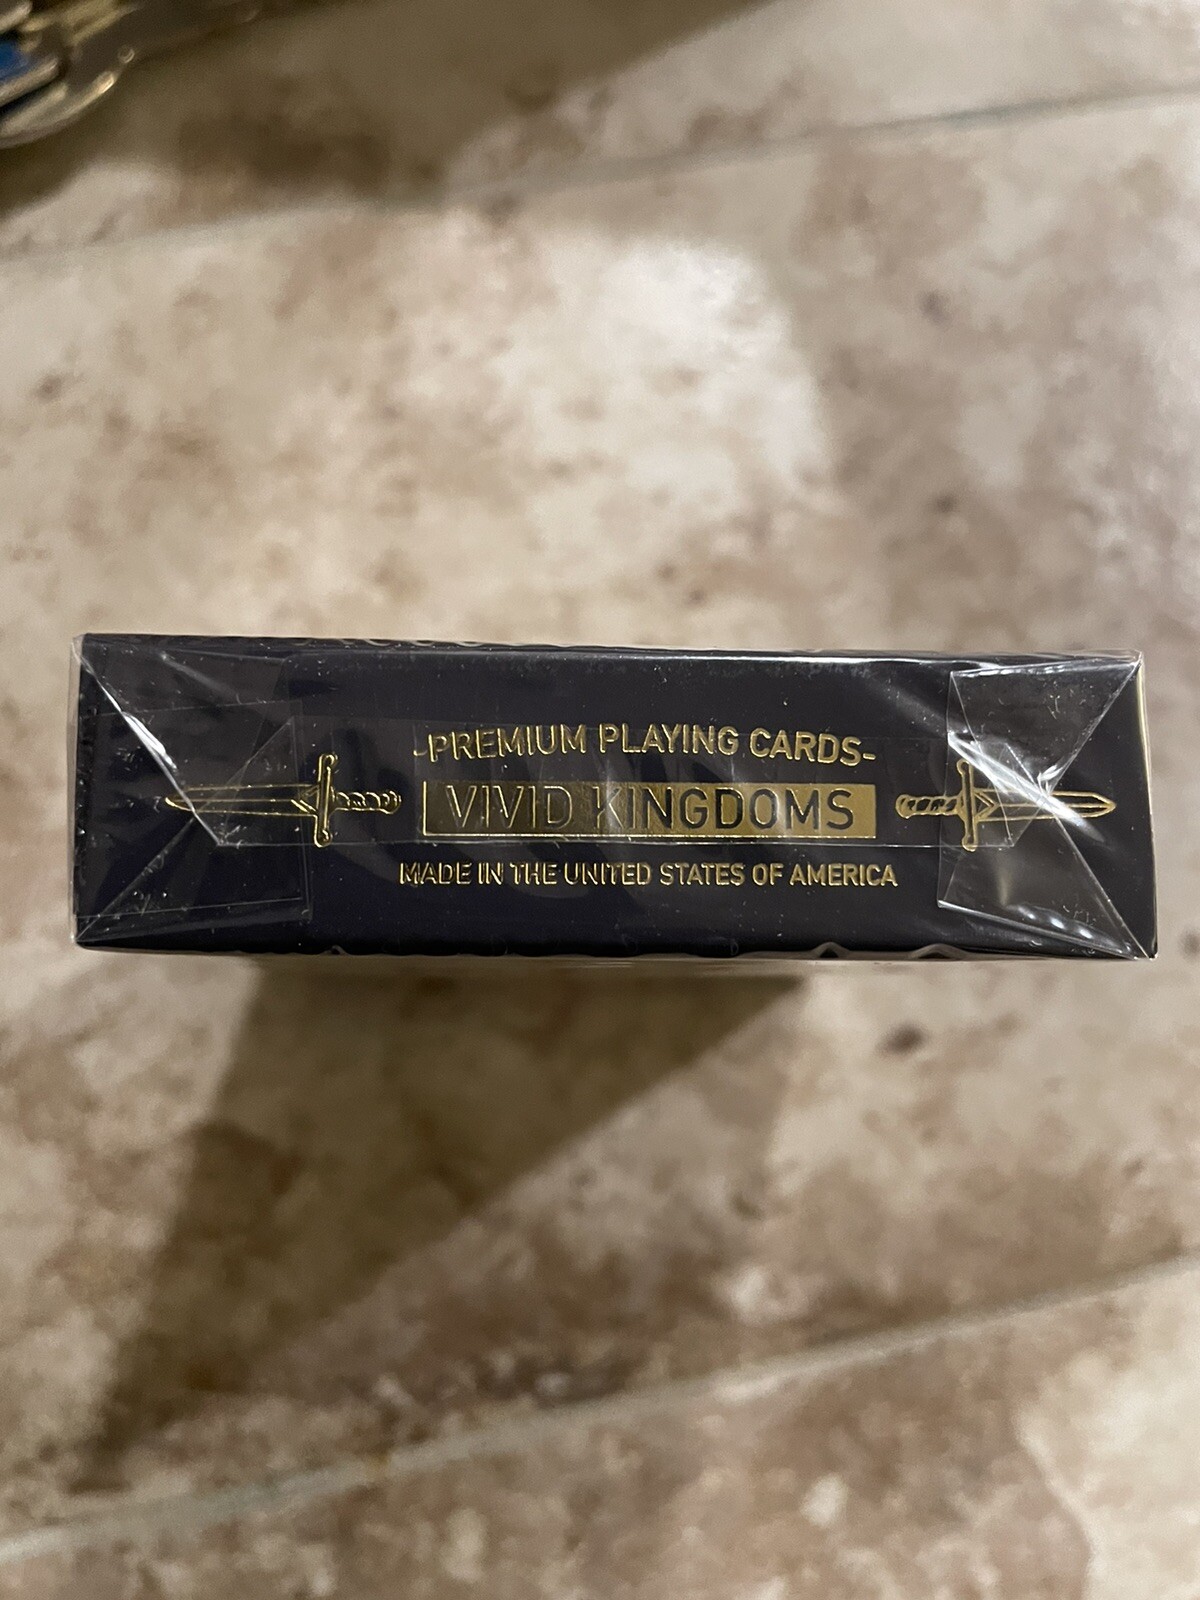 -PREMIUM PLAYING CARDS-
VIVID KINGDOMS
MADE IN THE UNITED STATES OF AMERICA